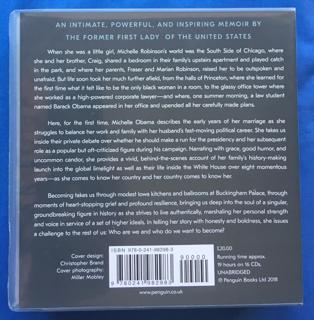 AN INTIMATE, POWERFUL, AND INSPIRING MEMOIR BY
THE FORMER FIRST LADY OF THE UNITED STATES
When she was a little girl, Michelle Robinson's world was the South Side of Chicago, where
she and her brother, Craig, shared a bedroom in their family's upstairs apartment and played catch
in the park, and where her parents, Fraser and Marian Robinson, raised her to be outspoken and
unafraid. But life soon took her much further afield, from the halls of Princeton, where she learned for
the first time what it felt like to be the only black woman in a room, to the glassy office tower where
she worked as a high-powered corporate lawyer—and where, one summer morning, a law student
named Barack Obama appeared in her office and upended all her carefully made plans.
Here, for the first time, Michelle Obama describes the early years of her marriage as she
struggles to balance her work and family with her husband's fast-moving political career. She takes us
inside their private debate over whether he should make a run for the presidency and her subsequent
role as a popular but oft-criticized figure during his campaign. Narrating with grace, good humor, and
uncommon candor, she provides a vivid, behind-the-scenes account of her family's history-making
launch into the global limelight as well as their life inside the White House over eight momentous
years—as she comes to know her country and her country comes to know her.
Becoming takes us through modest Iowa kitchens and ballrooms at Buckingham Palace, through
moments of heart-stopping grief and profound resilience, bringing us deep into the soul of a singular,
groundbreaking figure in history as she strives to live authentically, marshaling her personal strength
and voice in service of a set of higher ideals. In telling her story with honesty and boldness, she issues
a challenge to the rest of us: Who are we and who do we want to become?
Cover design:
Christopher Brand
Cover photography:
Miller Mobley
ISBN 978-0-241-98298-3
90000
9 780241 982983
www.penguin.co.uk
£20.00
Running time approx.
19 hours on 16 CDs.
UNABRIDGED
© Penguin Books Ltd 2018